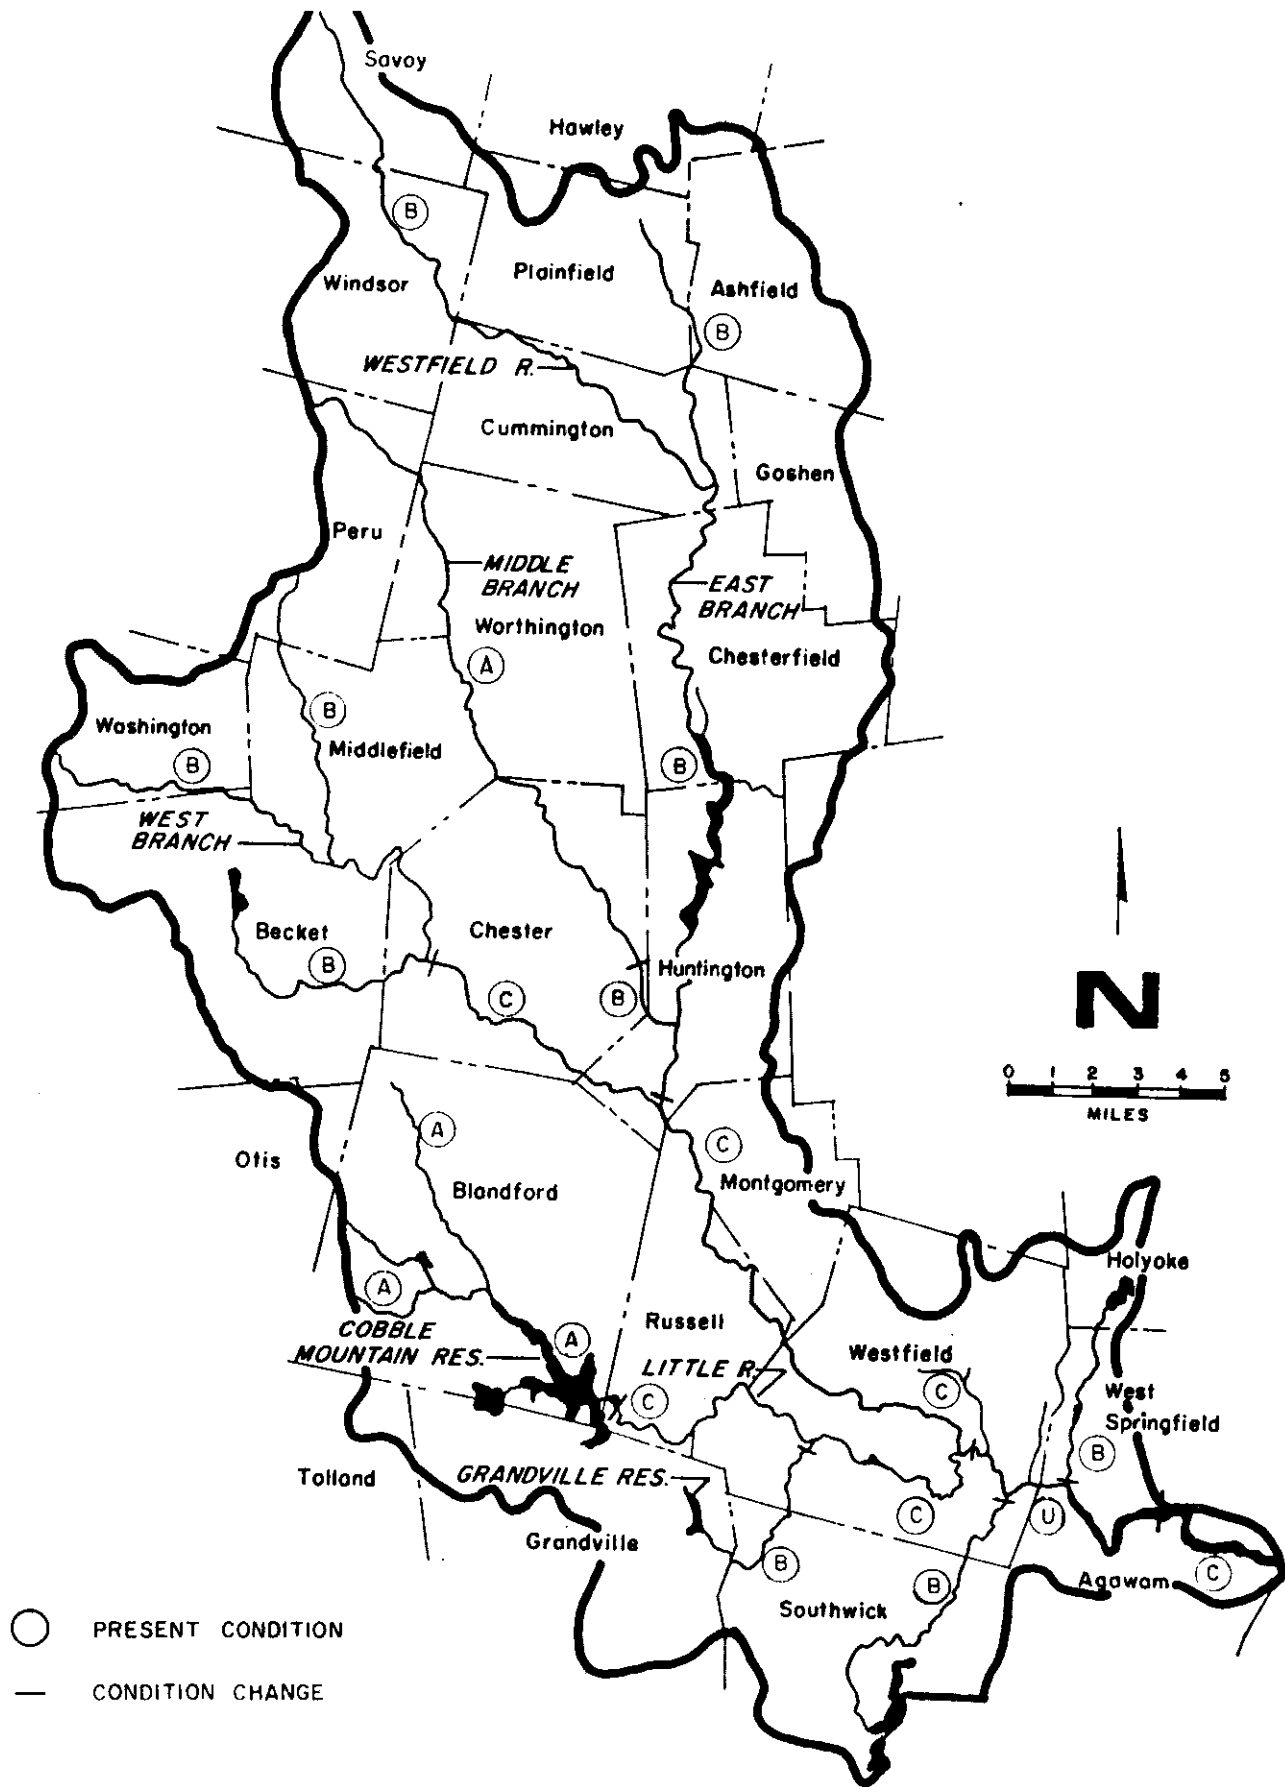 Savoy
Hawley
B
Windsor
Plainfield
Ashfield
B
WESTFIELD R.
Cummington
Goshen
Peru
MIDDLE
BRANCH
EAST
BRANCH
Worthington
A
Chesterfield
Washington
B
B
Middlefield
B
WEST
BRANCH
Becket
B
Chester
C
B
Huntington
N
0 1 2 3 4 5
MILES
A
C
Otis
Blandford
Montgomery
A
Holyoke
COBBLE
MOUNTAIN RES.
A
Russell
LITTLE R.
Westfield
C
C
West
Springfield
B
Tolland
GRANDVILLE RES.
C
U
Grandville
B
B
Southwick
Agawam
C
PRESENT CONDITION
CONDITION CHANGE